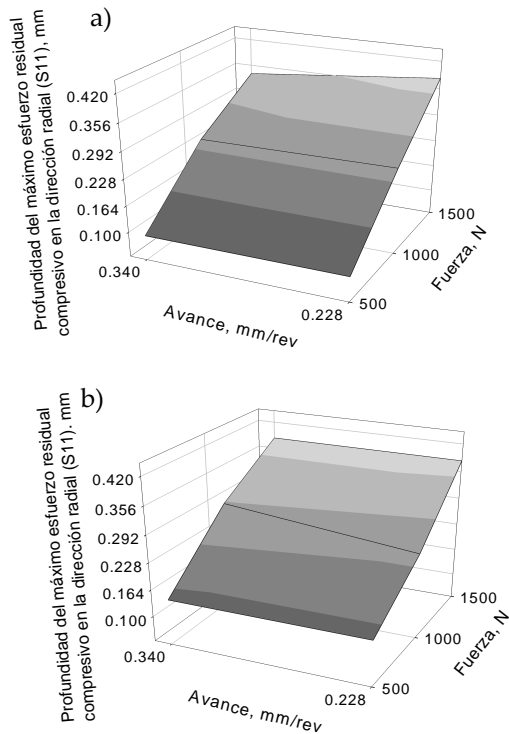 a)
Profundidad del máximo esfuerzo residual
compresivo en la dirección radial (S11), mm
0.420
0.356
0.292
0.228
0.164
0.100
0.340
Avance, mm/rev
0.228
500
1000
1500
Fuerza, N
b)
Profundidad del máximo esfuerzo residual
compresivo en la dirección radial (S11). mm
0.420
0.356
0.292
0.228
0.164
0.100
0.340
Avance, mm/rev
0.228
500
1000
1500
Fuerza, N